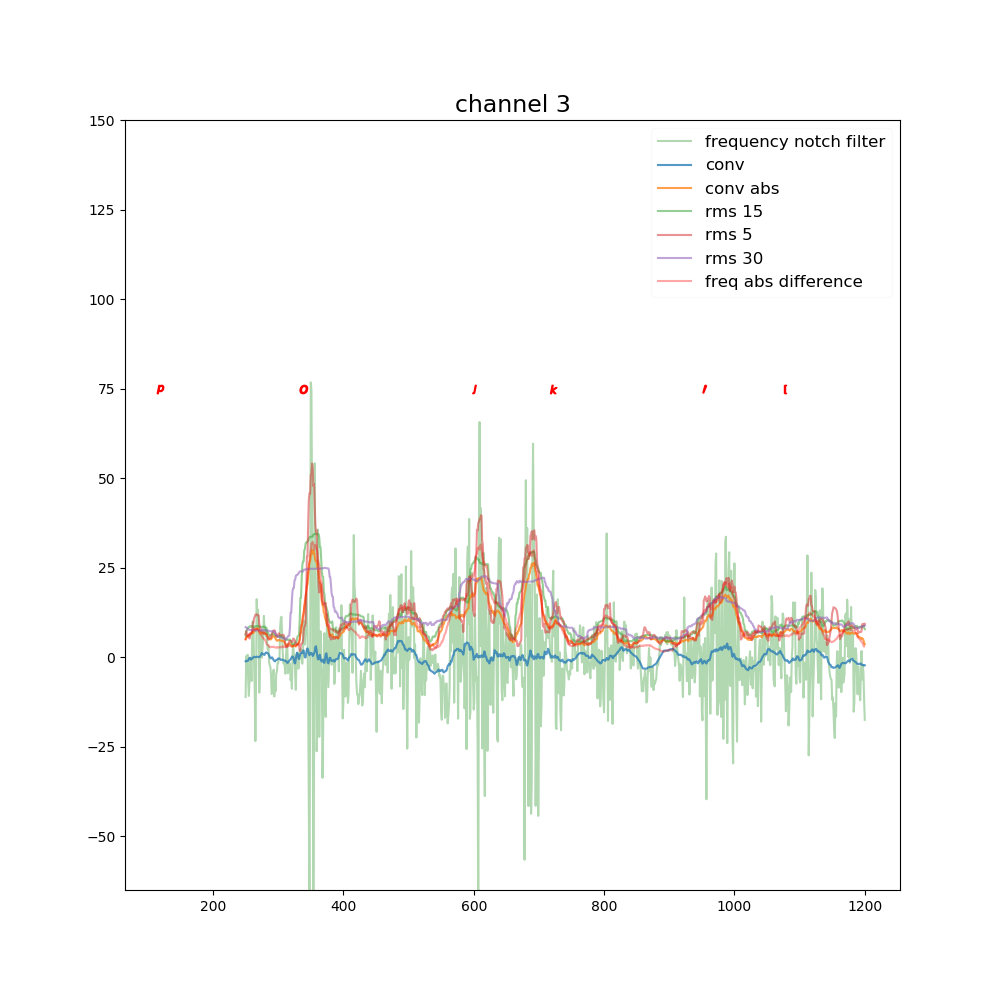 channel 3
150
125
100
75
50
25
0
−25
−50
frequency notch filter
conv
conv abs
rms 15
rms 5
rms 30
freq abs difference
p o j k
200 400 600 800 1000 1200